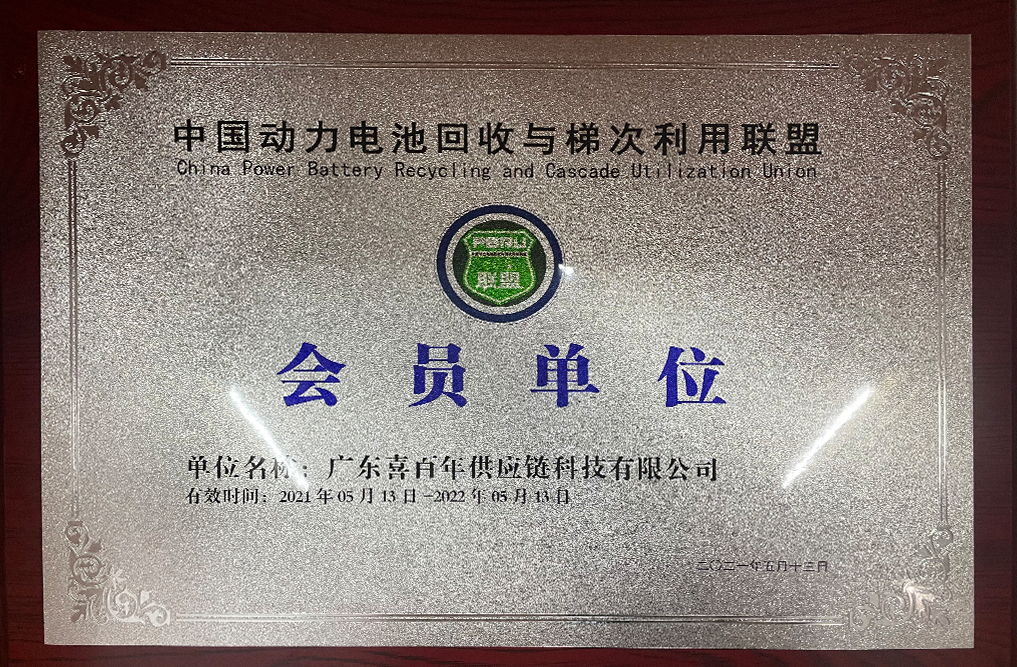 中国动力电池回收与梯次利用联盟
China Power Battery Recycling and Cascade Utilization Union
联盟
会员单位
单位名称：广东喜百年供应链科技有限公司
有效时间：2021年05月13日-2022年05月13日
二〇二一年五月十三日